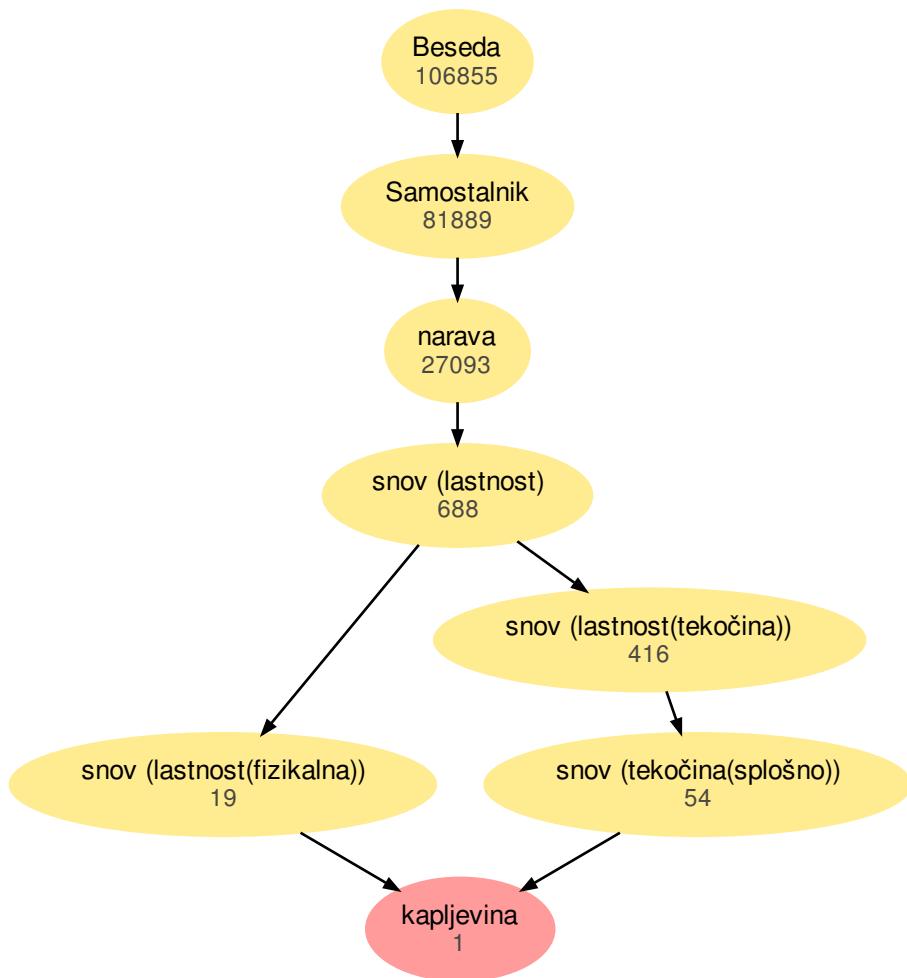 Beseda
106855
Samostalnik
81889
narava
27093
snov (lastnost)
688
snov (lastnost(tekočina))
416
snov (lastnost(fizikalna))
19
snov (tekočina(splošno))
54
kapljevina
1